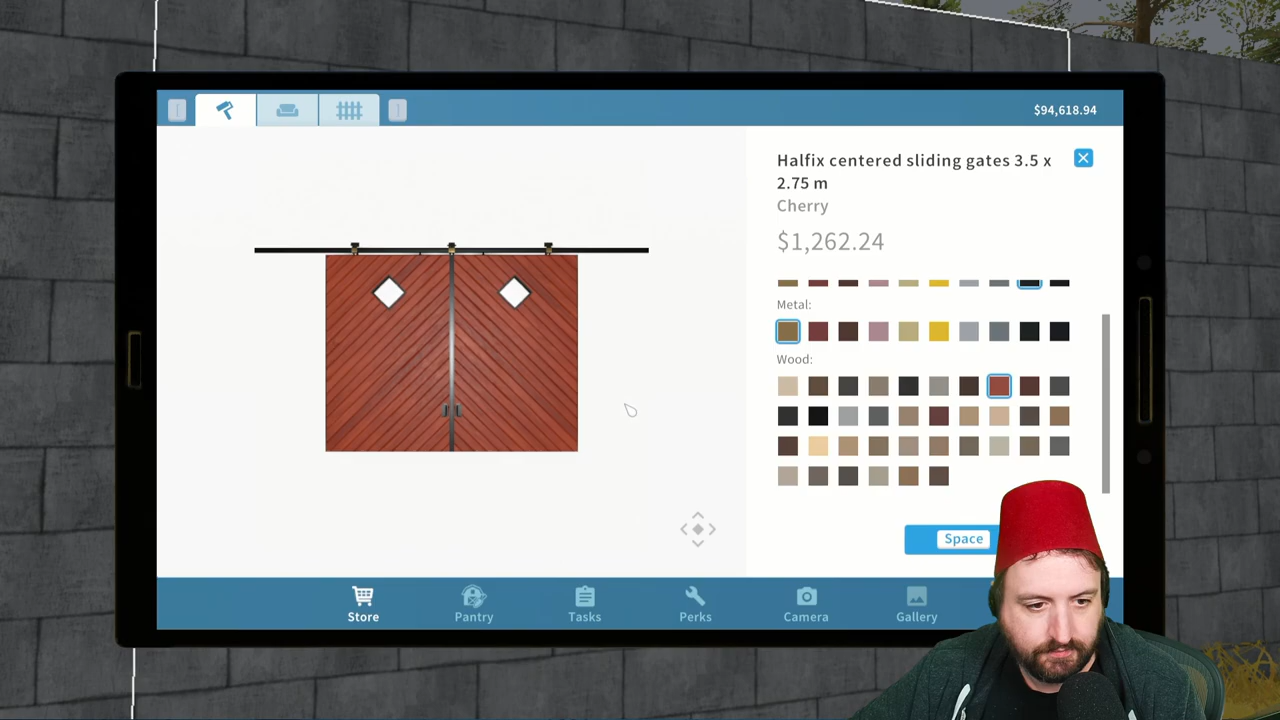 $94,618.94
Halfix centered sliding gates 3.5 x
2.75 m
Cherry
$1,262.24
Metal:
Wood:
Space
Store
Pantry
Tasks
Perks
Camera
Gallery